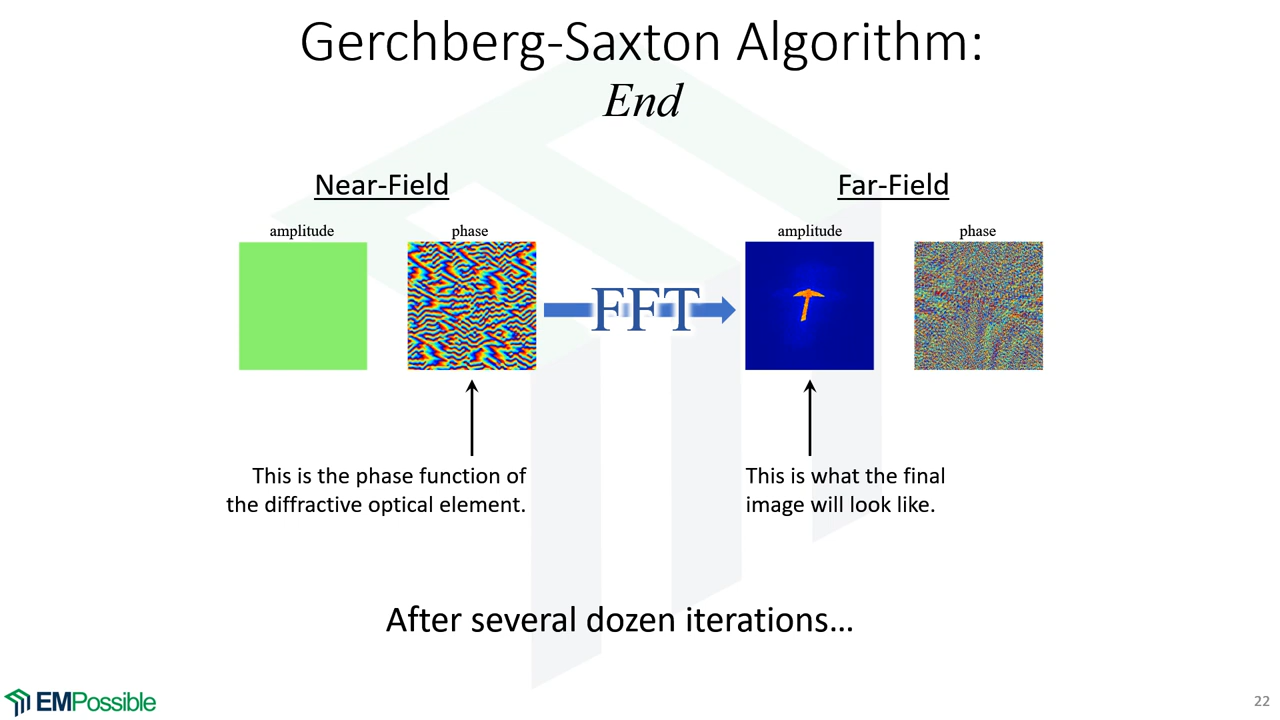 Gerchberg-Saxton Algorithm:
End
Near-Field
Far-Field
amplitude
phase
amplitude
phase
FFT
This is the phase function of
the diffractive optical element.
This is what the final
image will look like.
After several dozen iterations…
EMPossible
22